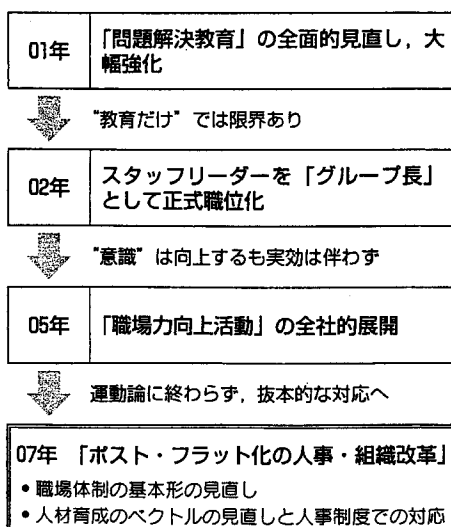 01年
「問題解決教育」の全面的見直し，大
幅強化
“教育だけ”では限界あり
02年
スタッフリーダーを「グループ長」
として正式職位化
“意識”は向上するも実効は伴わず
05年
「職場力向上活動」の全社的展開
運動論に終わらず，抜本的な対応へ
07年 「ポスト・フラット化の人事・組織改革」
• 職場体制の基本形の見直し
• 人材育成のベクトルの見直しと人事制度での対応